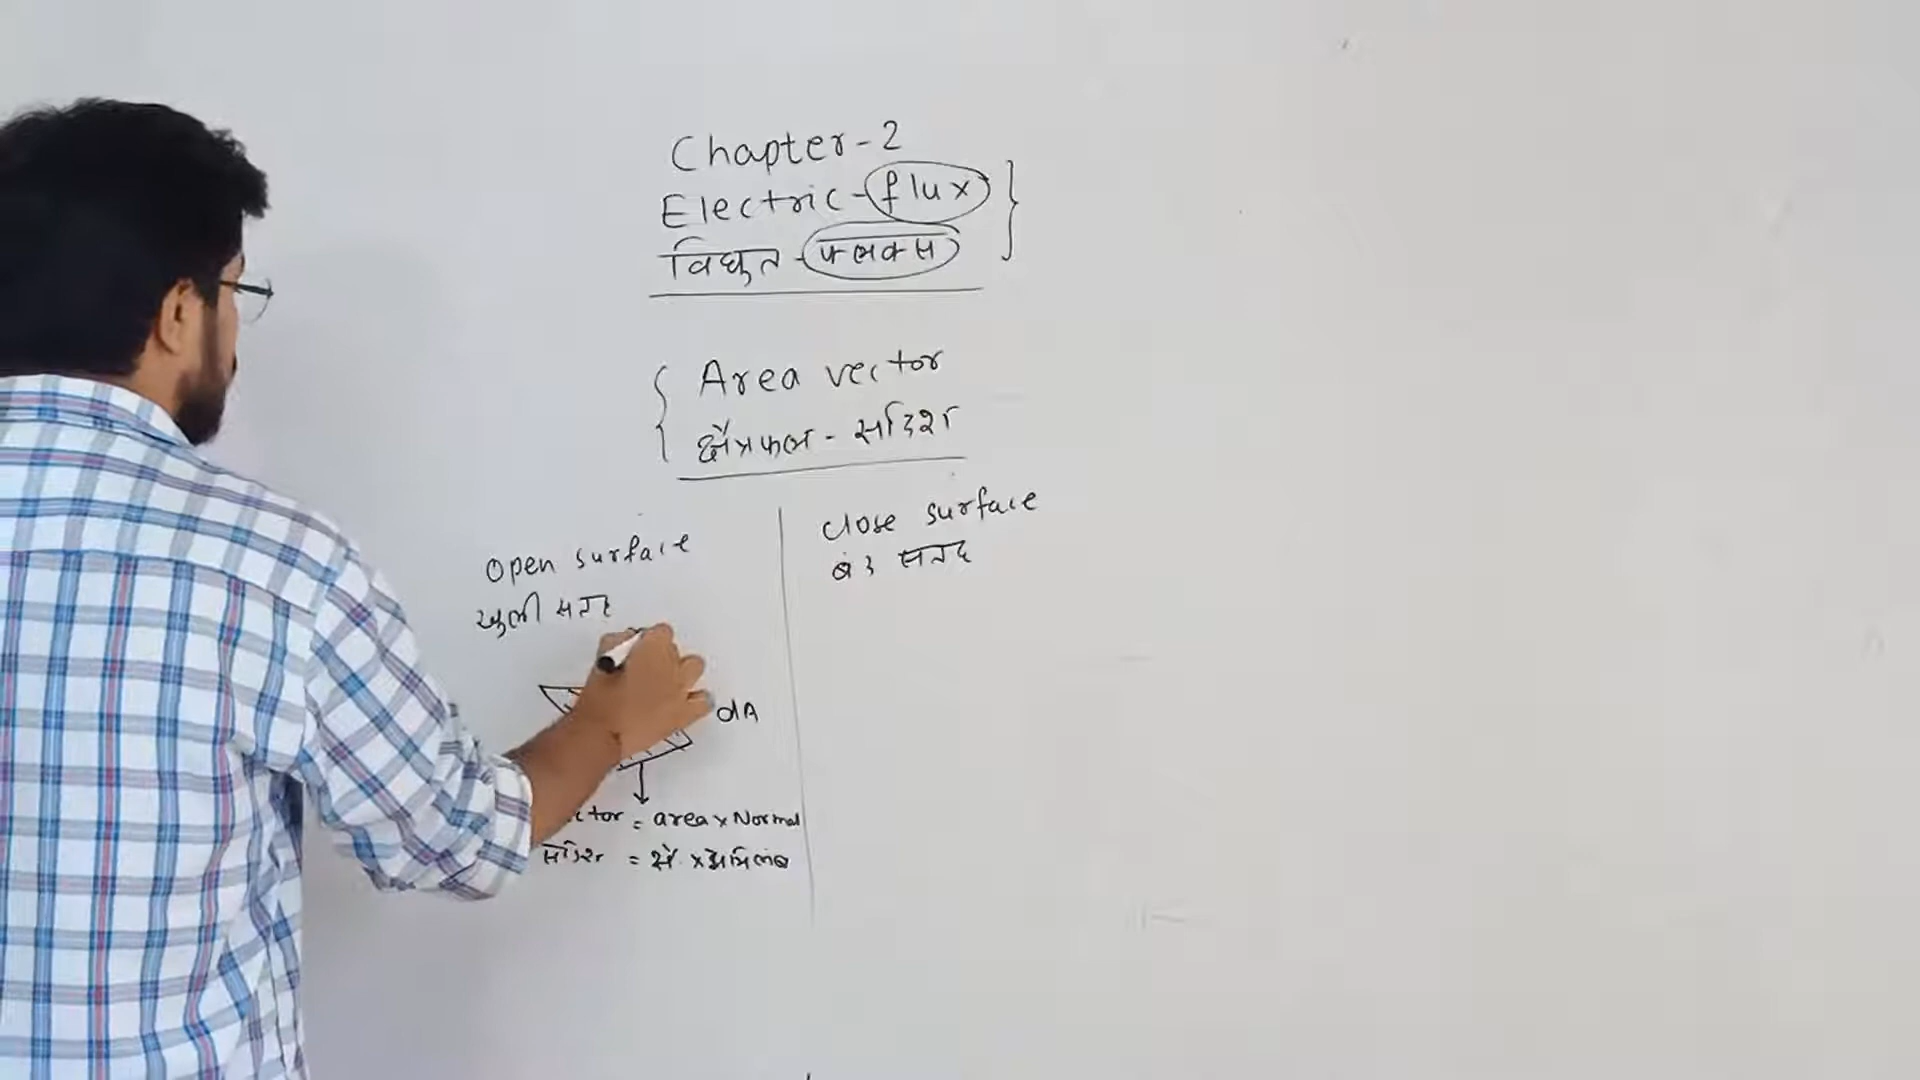 Chapter-2
Electric-flux
विघुत-फ्लक्स
Area vector
क्षेत्रफल-सदिश
Open surface
खुली सतह
dA
ctor = area x Normal
सदिश = क्षे. x अभिलंब
close surface
बंद सतह